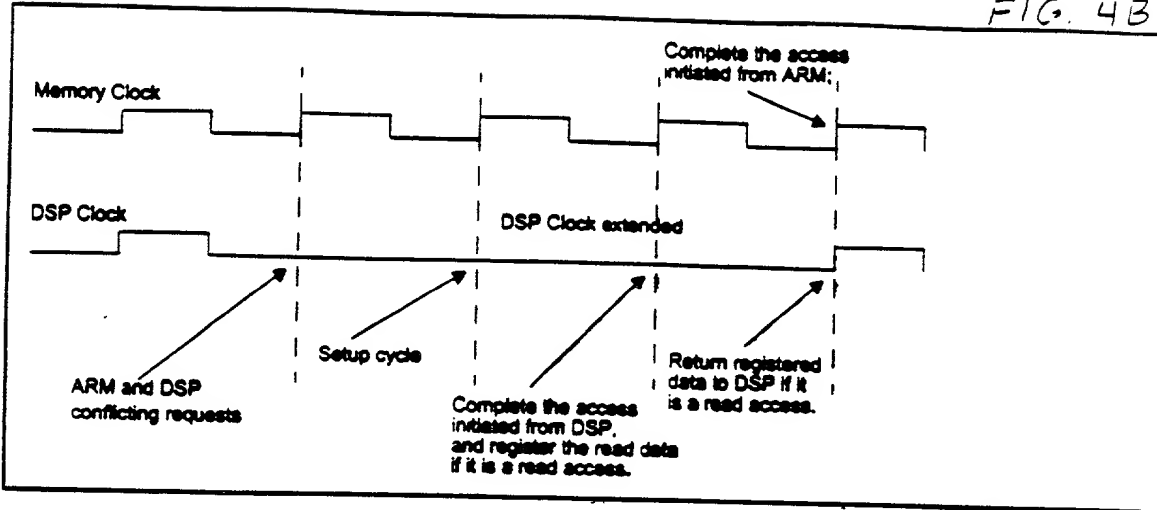 FIG. 4B
Complete the access
initiated from ARM;
Memory Clock
DSP Clock
DSP Clock extended
Setup cycle
ARM and DSP
conflicting requests
Complete the access
initiated from DSP,
and register the read data
if it is a read access.
Return registered
data to DSP if it
is a read access.